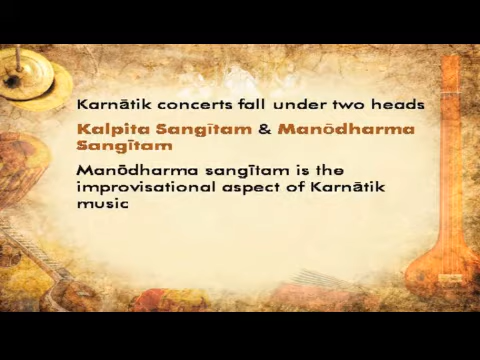 Karnātik concerts fall under two heads
Kalpita Sangītam & Manōdharma
Sangītam
Manōdharma sangītam is the
improvisational aspect of Karnātik
music